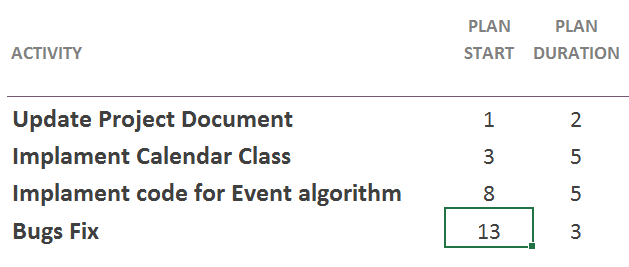 PLAN PLAN
ACTIVITY START DURATION
Update Project Document 1 2
Implament Calendar Class 3 5
Implament code for Event algorithm 8 5
Bugs Fix 13 3